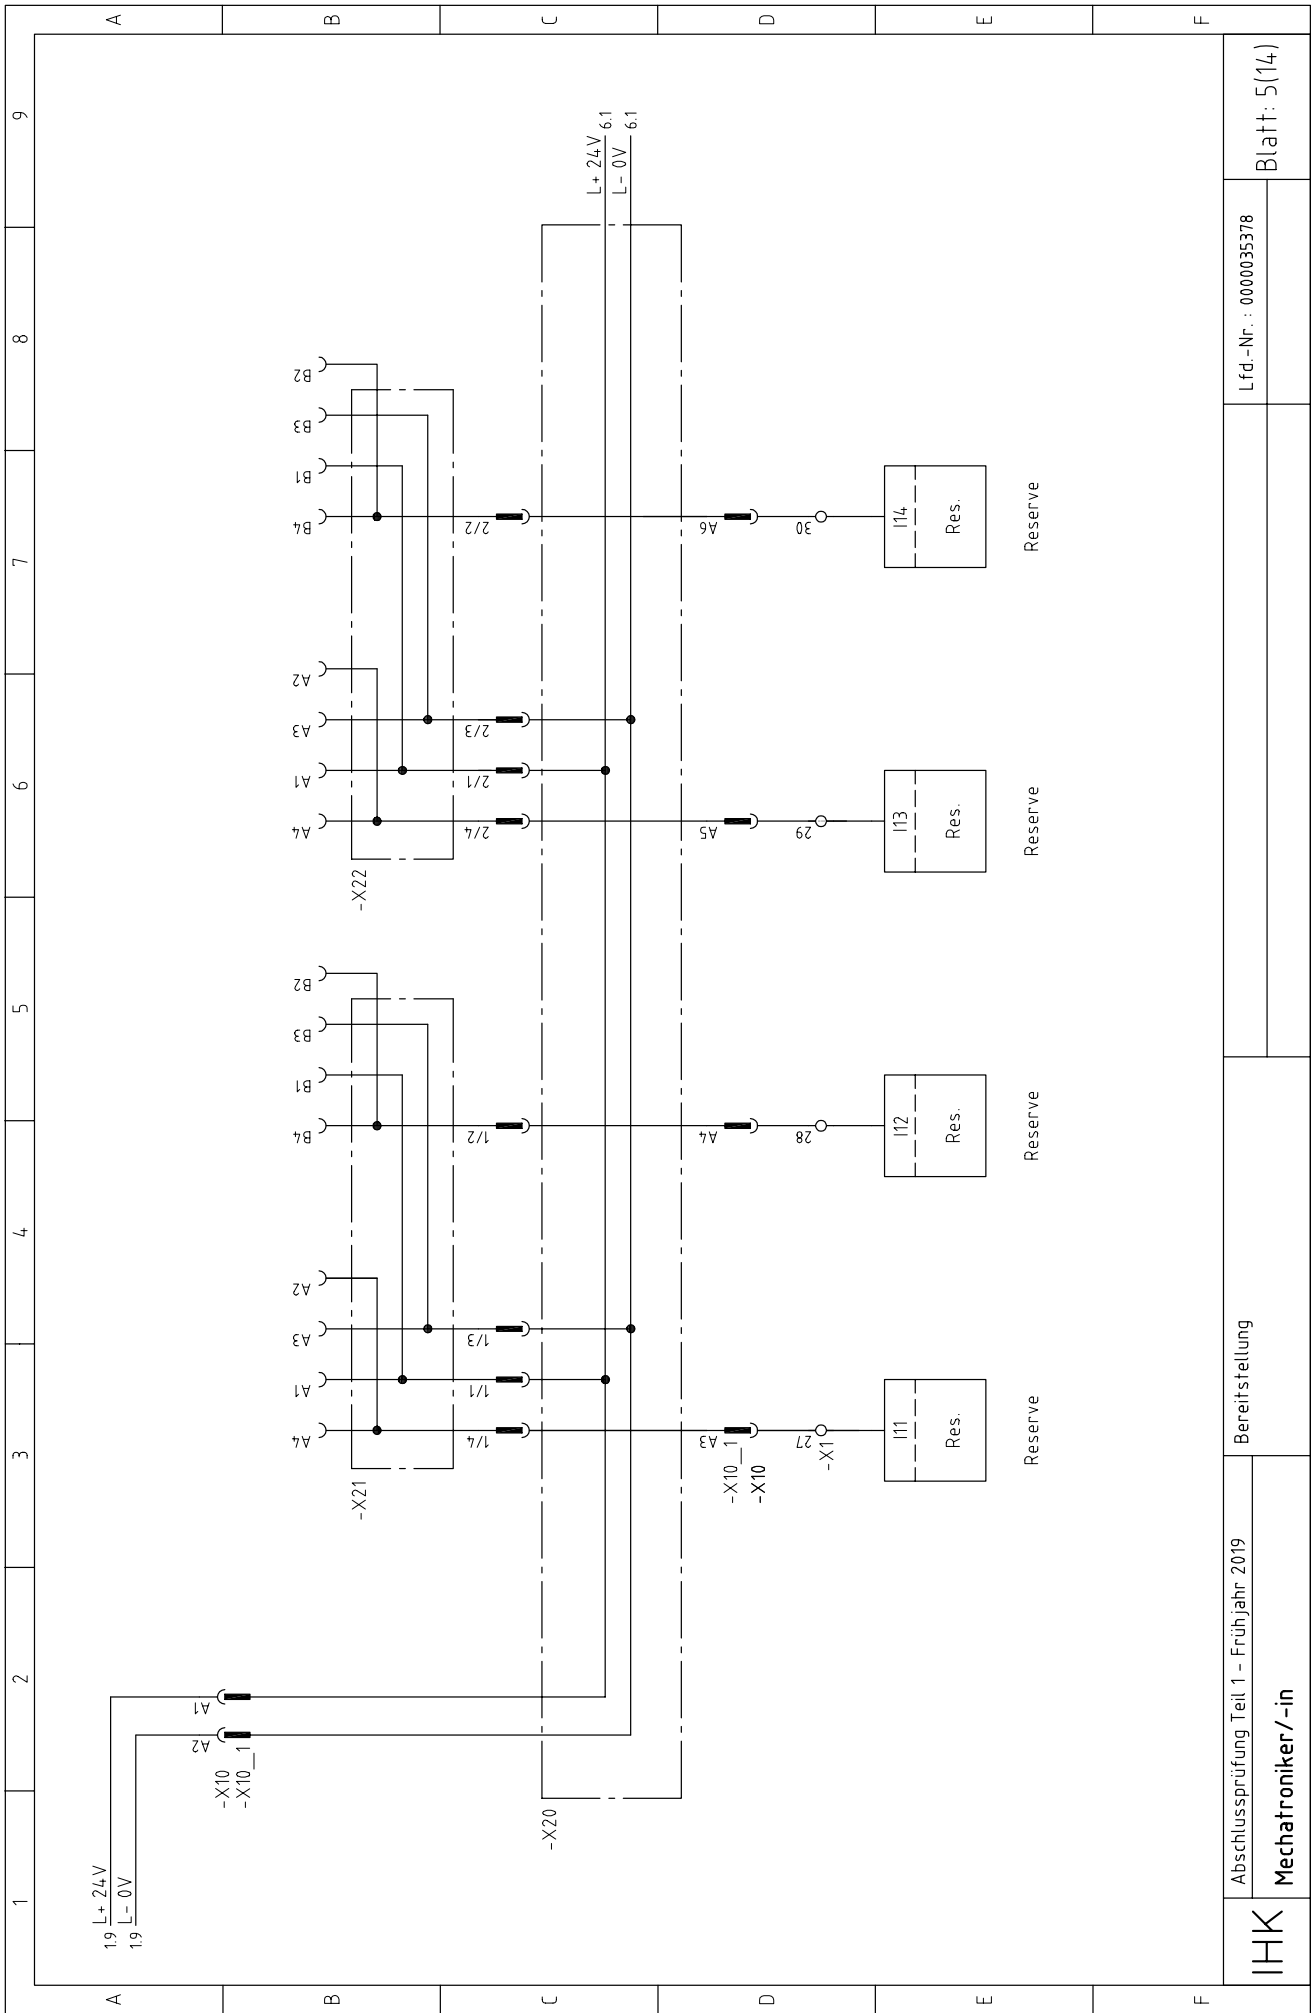 1 2 3 4 5 6 7 8 9
A A
1.9 L+ 24V
1.9 L- 0V
A2 A1
-X10
-X10_1
B B
A4 A1 A3 A2 B4 B1 B3 B2 A4 A1 A3 A2 B4 B1 B3 B2
-X21 -X22
1/4 1/1 1/3 1/2 2/4 2/1 2/3 2/2
C C
-X20
L+ 24V 6.1
L- 0V 6.1
A3 A4 A5 A6
-X10_1
-X10
D D
27 28 29 30
-X1
I11 I12 I13 I14
Res. Res. Res. Res.
E E
Reserve Reserve Reserve Reserve
F F
IHK
Abschlussprüfung Teil 1 - Frühjahr 2019
Mechatroniker/-in
Bereitstellung
Lfd.-Nr. : 0000035378
Blatt: 5(14)